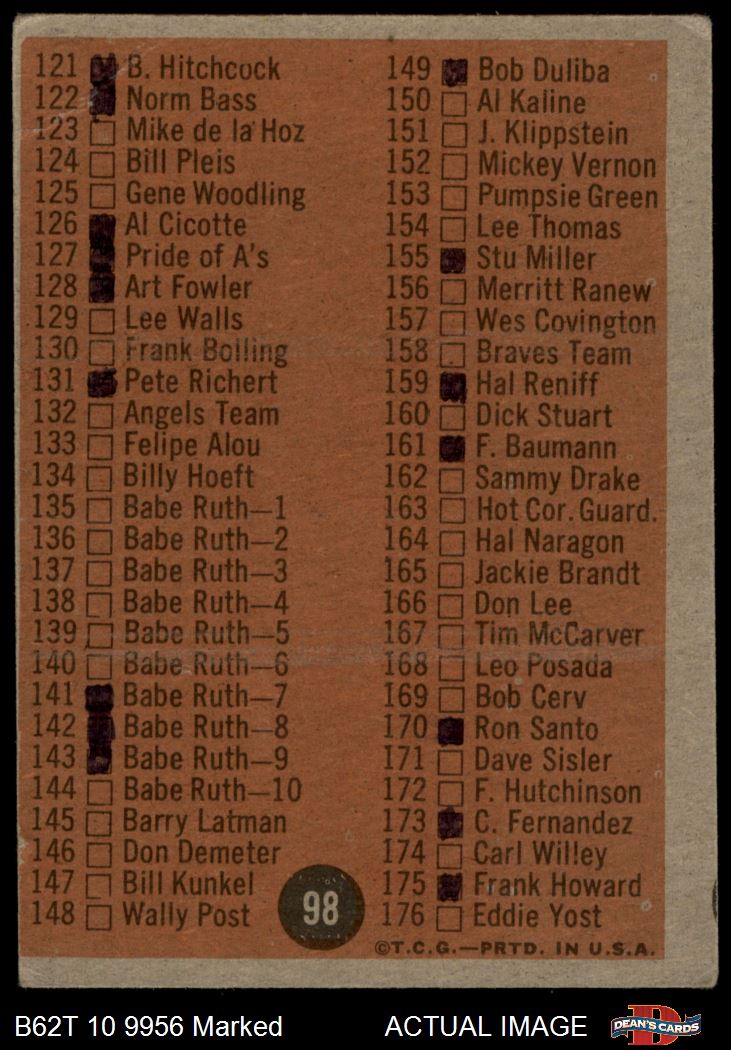 121 B. Hitchcock
122 Norm Bass
123 Mike de la Hoz
124 Bill Pleis
125 Gene Woodling
126 Al Cicotte
127 Pride of A's
128 Art Fowler
129 Lee Walls
130 Frank Bolling
131 Pete Richert
132 Angels Team
133 Felipe Alou
134 Billy Hoeft
135 Babe Ruth—1
136 Babe Ruth—2
137 Babe Ruth—3
138 Babe Ruth—4
139 Babe Ruth—5
140 Babe Ruth—6
141 Babe Ruth—7
142 Babe Ruth—8
143 Babe Ruth—9
144 Babe Ruth—10
145 Barry Latman
146 Don Demeter
147 Bill Kunkel
148 Wally Post
98
149 Bob Duliba
150 Al Kaline
151 J. Klippstein
152 Mickey Vernon
153 Pumpsie Green
154 Lee Thomas
155 Stu Miller
156 Merritt Ranew
157 Wes Covington
158 Braves Team
159 Hal Reniff
160 Dick Stuart
161 F. Baumann
162 Sammy Drake
163 Hot Cor. Guard.
164 Hal Naragon
165 Jackie Brandt
166 Don Lee
167 Tim McCarver
168 Leo Posada
169 Bob Cerv
170 Ron Santo
171 Dave Sisler
172 F. Hutchinson
173 C. Fernandez
174 Carl Willey
175 Frank Howard
176 Eddie Yost
©T.C.G.—PRTD. IN U.S.A.
B62T 10 9956 Marked
ACTUAL IMAGE
DEAN'S CARDS